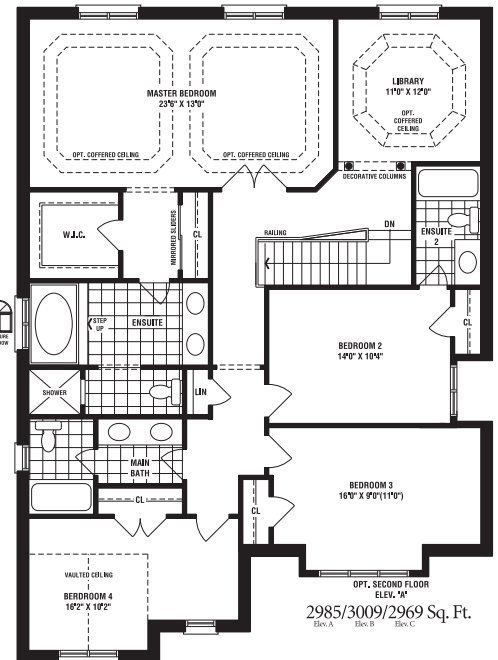 MASTER BEDROOM
23'6" X 13'0"
OPT. COFFERED CEILING
OPT. COFFERED CEILING
LIBRARY
11'0" X 12'0"
OPT.
COFFERED
CEILING
DECORATIVE COLUMNS
W.I.C.
MIRRORED SLIDERS
CL
RAILING
DN
ENSUITE
2
STEP
UP
ENSUITE
CL
BEDROOM 2
14'0" X 10'4"
SHOWER
LIN
MAIN
BATH
CL
CL
BEDROOM 3
16'0" X 9'0"(11'0")
VAULTED CEILING
BERDROOM 4
16'2" X 10'2"
OPT. SECOND FLOOR
ELEV. "A"
2985/3009/2969 Sq. Ft.
Elev. A Elev. B Elev. C